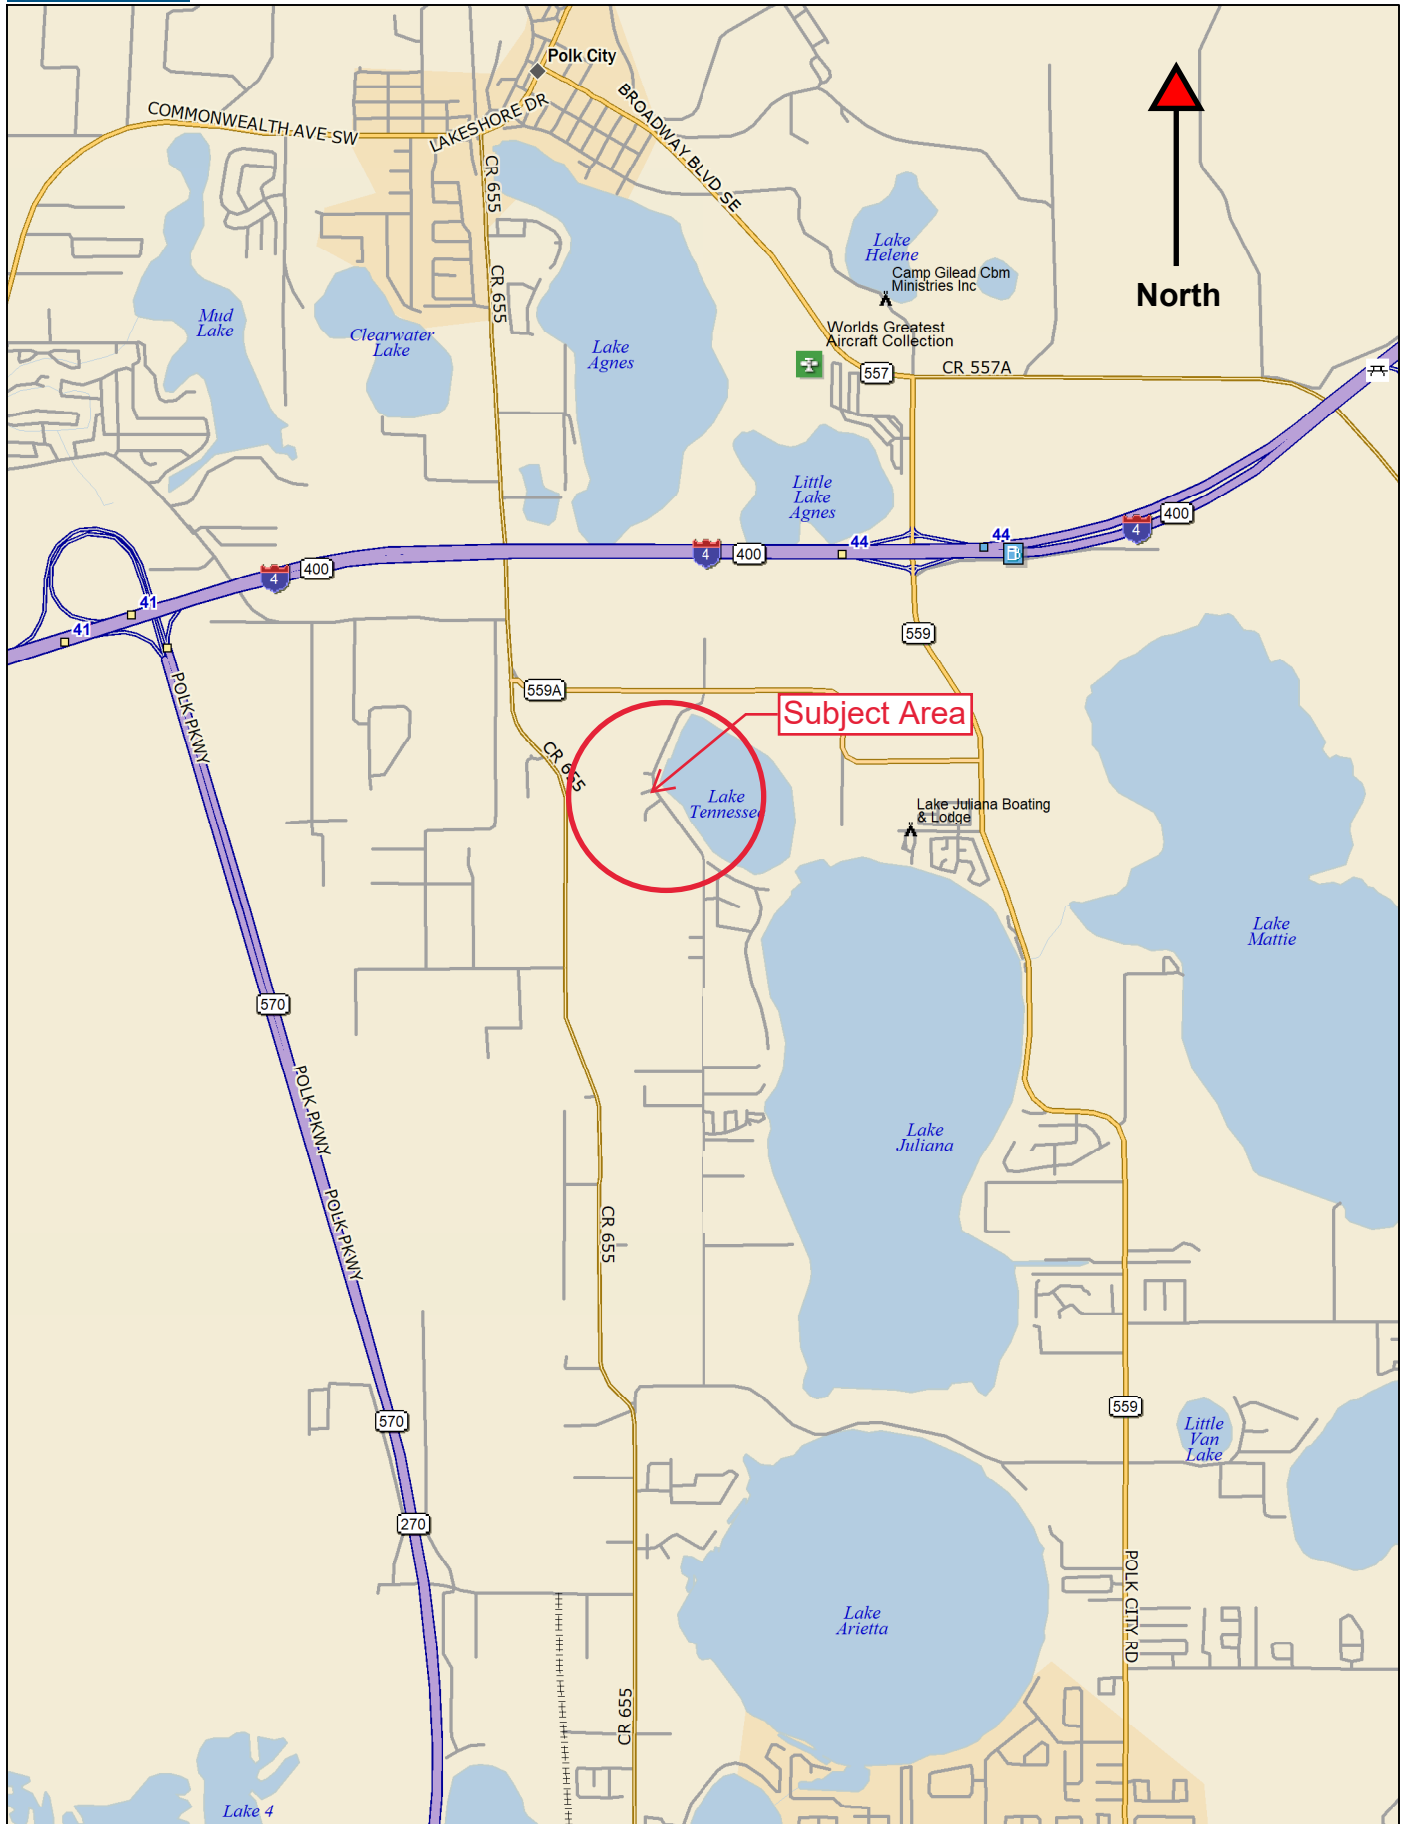 Polk City
COMMONWEALTH AVE SW
LAKESHORE DR
BROADWAY BLVD SE
CR 655
CR 655
Lake
Helene
Camp Gilead Cbm
Ministries Inc
North
Mud
Lake
Clearwater
Lake
Lake
Agnes
Worlds Greatest
Aircraft Collection
557
CR 557A
Little
Lake
Agnes
400
4
44
44
4
400
4
400
41
41
559
POLK PKWY
559A
Subject Area
CR 655
Lake
Tennessee
Lake Juliana Boating
& Lodge
Lake
Mattie
570
POLK PKWY
Lake
Juliana
POLK PKWY
CR 655
559
570
Little
Van
Lake
270
POLK CITY RD
Lake
Arietta
CR 655
Lake 4